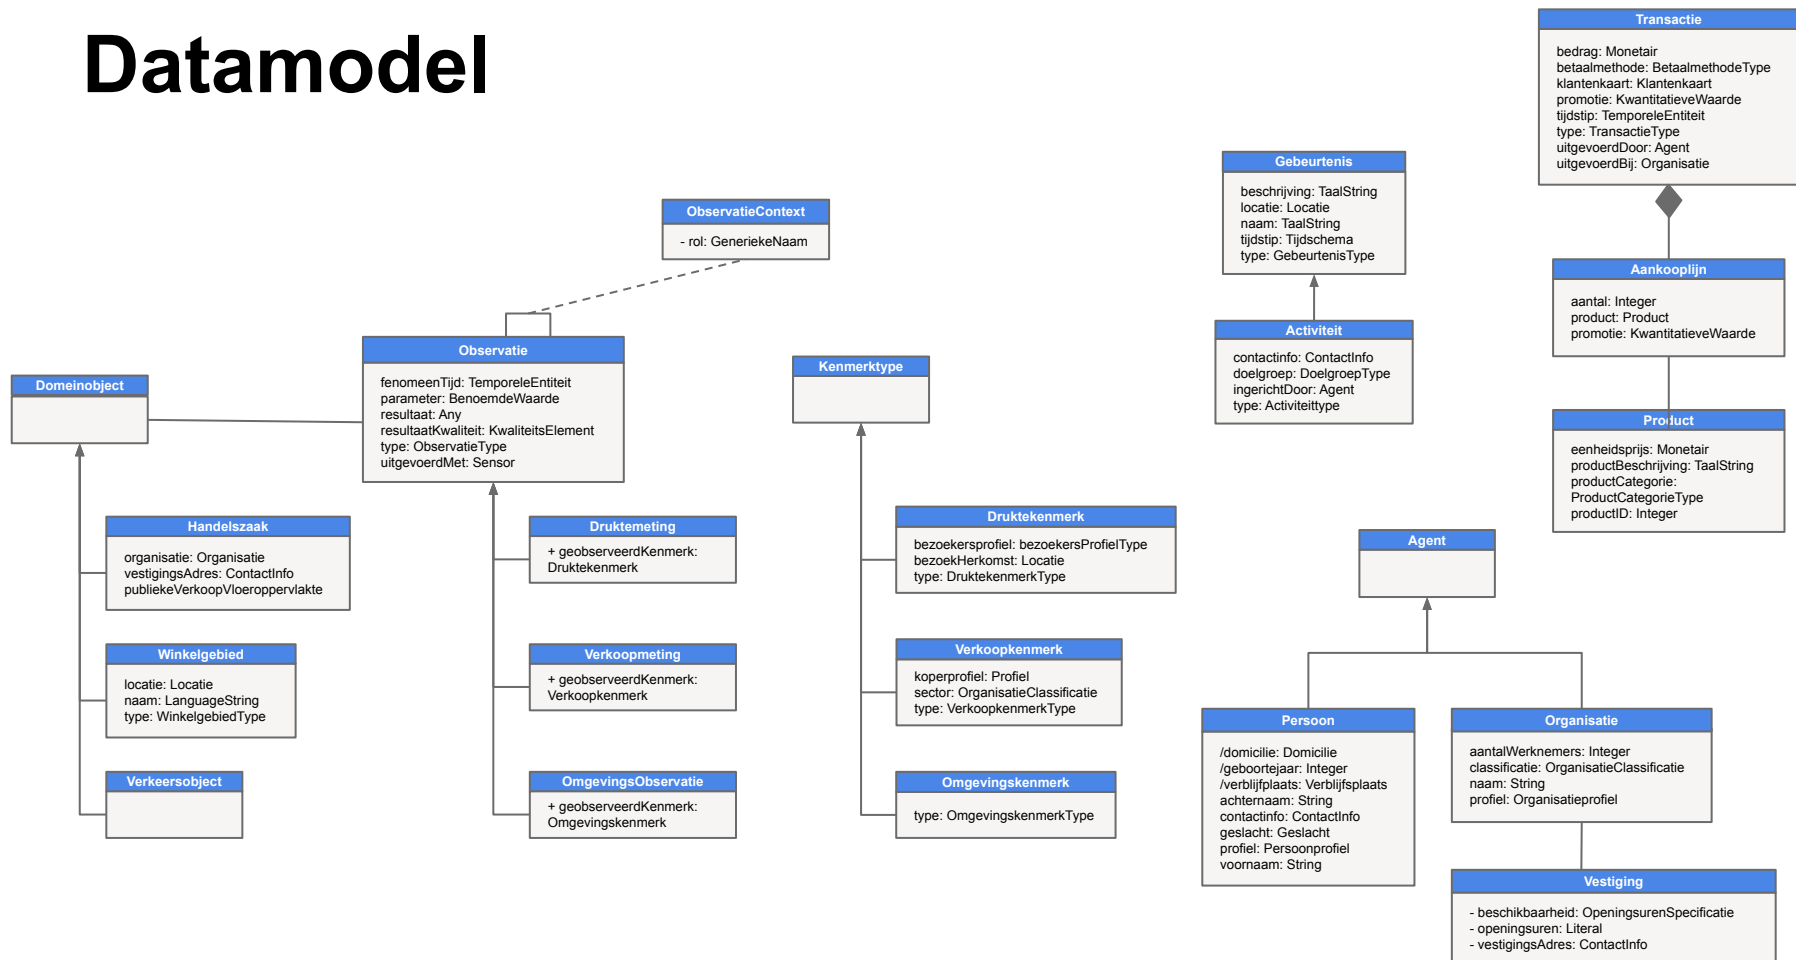 Datamodel
Transactie
bedrag: Monetair
betaalmethode: BetaalmethodeType
klantenkaart: Klantenkaart
promotie: KwantitatieveWaarde
tijdstip: TemporeleEntiteit
type: TransactieType
uitgevoerdDoor: Agent
uitgevoerdBij: Organisatie
Gebeurtenis
beschrijving: TaalString
locatie: Locatie
naam: TaalString
tijdstip: Tijdschema
type: GebeurtenisType
ObservatieContext
- rol: GeneriekeNaam
Aankooplijn
aantal: Integer
product: Product
promotie: KwantitatieveWaarde
Activiteit
contactinfo: ContactInfo
doelgroep: DoelgroepType
ingerichtDoor: Agent
type: Activiteittype
Observatie
fenomeenTijd: TemporeleEntiteit
parameter: BenoemdeWaarde
resultaat: Any
resultaatKwaliteit: KwaliteitsElement
type: ObservatieType
uitgevoerdMet: Sensor
Kenmerktype
Domeinobject
Product
eenheidsprijs: Monetair
productBeschrijving: TaalString
productCategorie:
ProductCategorieType
productID: Integer
Handelszaak
organisatie: Organisatie
vestigingsAdres: ContactInfo
publiekeVerkoopVloeroppervlakte
Druktemeting
+ geobserveerdKenmerk:
Druktekenmerk
Druktekenmerk
bezoekersprofiel: bezoekersProfielType
bezoekHerkomst: Locatie
type: DruktekenmerkType
Agent
Winkelgebied
locatie: Locatie
naam: LanguageString
type: WinkelgebiedType
Verkoopmeting
+ geobserveerdKenmerk:
Verkoopkenmerk
Verkoopkenmerk
koperprofiel: Profiel
sector: OrganisatieClassificatie
type: VerkoopkenmerkType
Persoon
/domicilie: Domicilie
/geboortejaar: Integer
/verblijfplaats: Verblijfsplaats
achternaam: String
contactinfo: ContactInfo
geslacht: Geslacht
profiel: Persoonprofiel
voornaam: String
Organisatie
aantalWerknemers: Integer
classificatie: OrganisatieClassificatie
naam: String
profiel: Organisatieprofiel
Verkeersobject
OmgevingsObservatie
+ geobserveerdKenmerk:
Omgevingskenmerk
Omgevingskenmerk
type: OmgevingskenmerkType
Vestiging
- beschikbaarheid: OpeningsurenSpecificatie
- openingsuren: Literal
- vestigingsAdres: ContactInfo